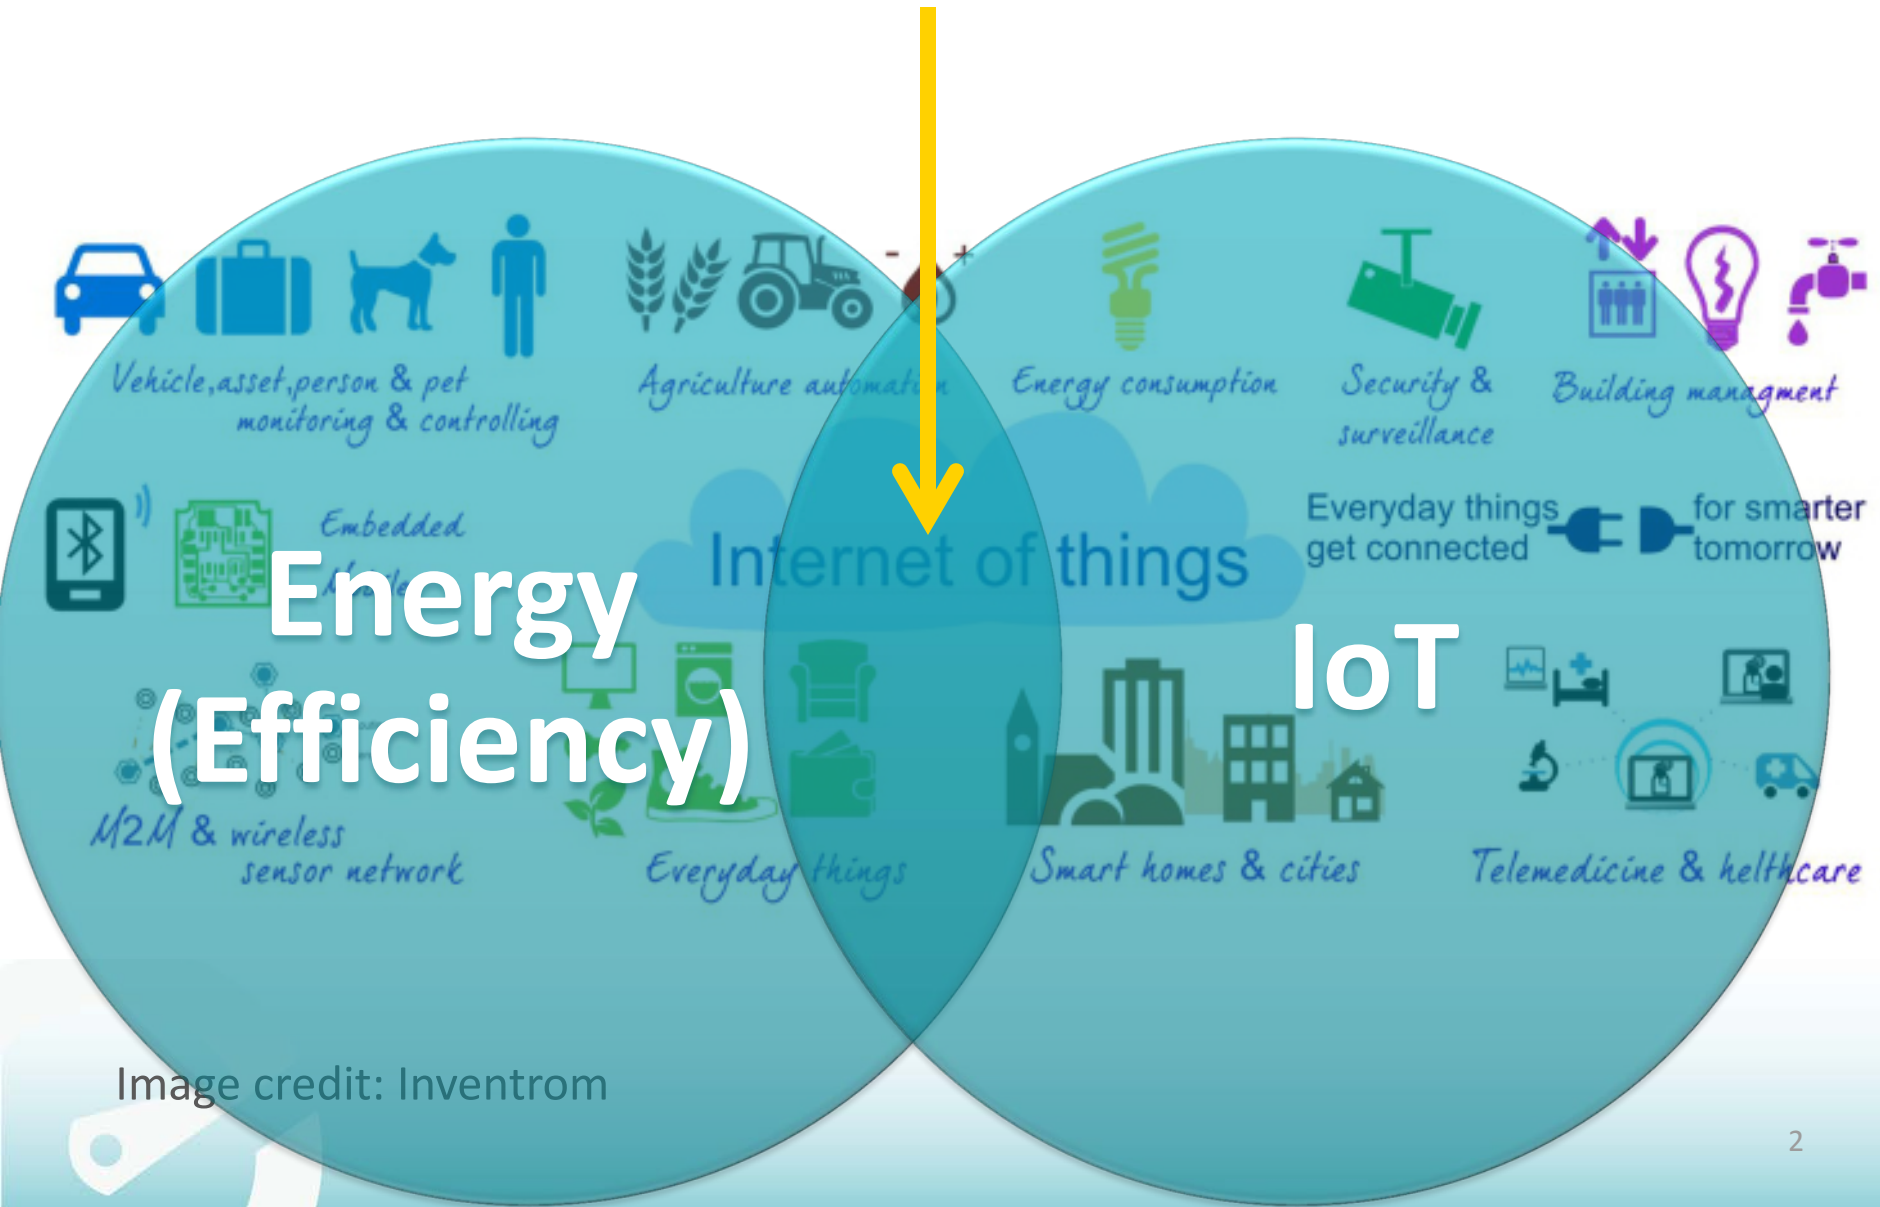 - +
Vehicle,asset,person & pet
monitoring & controlling
Agriculture automation
Energy consumption
Security &
surveillance
Building managment
Embedded
Mobile
Internet of things
Everyday things
get connected
for smarter
tomorrow
Energy
(Efficiency)
IoT
M2M & wireless
sensor network
Everyday things
Smart homes & cities
Telemedicine & helthcare
Image credit: Inventrom
2